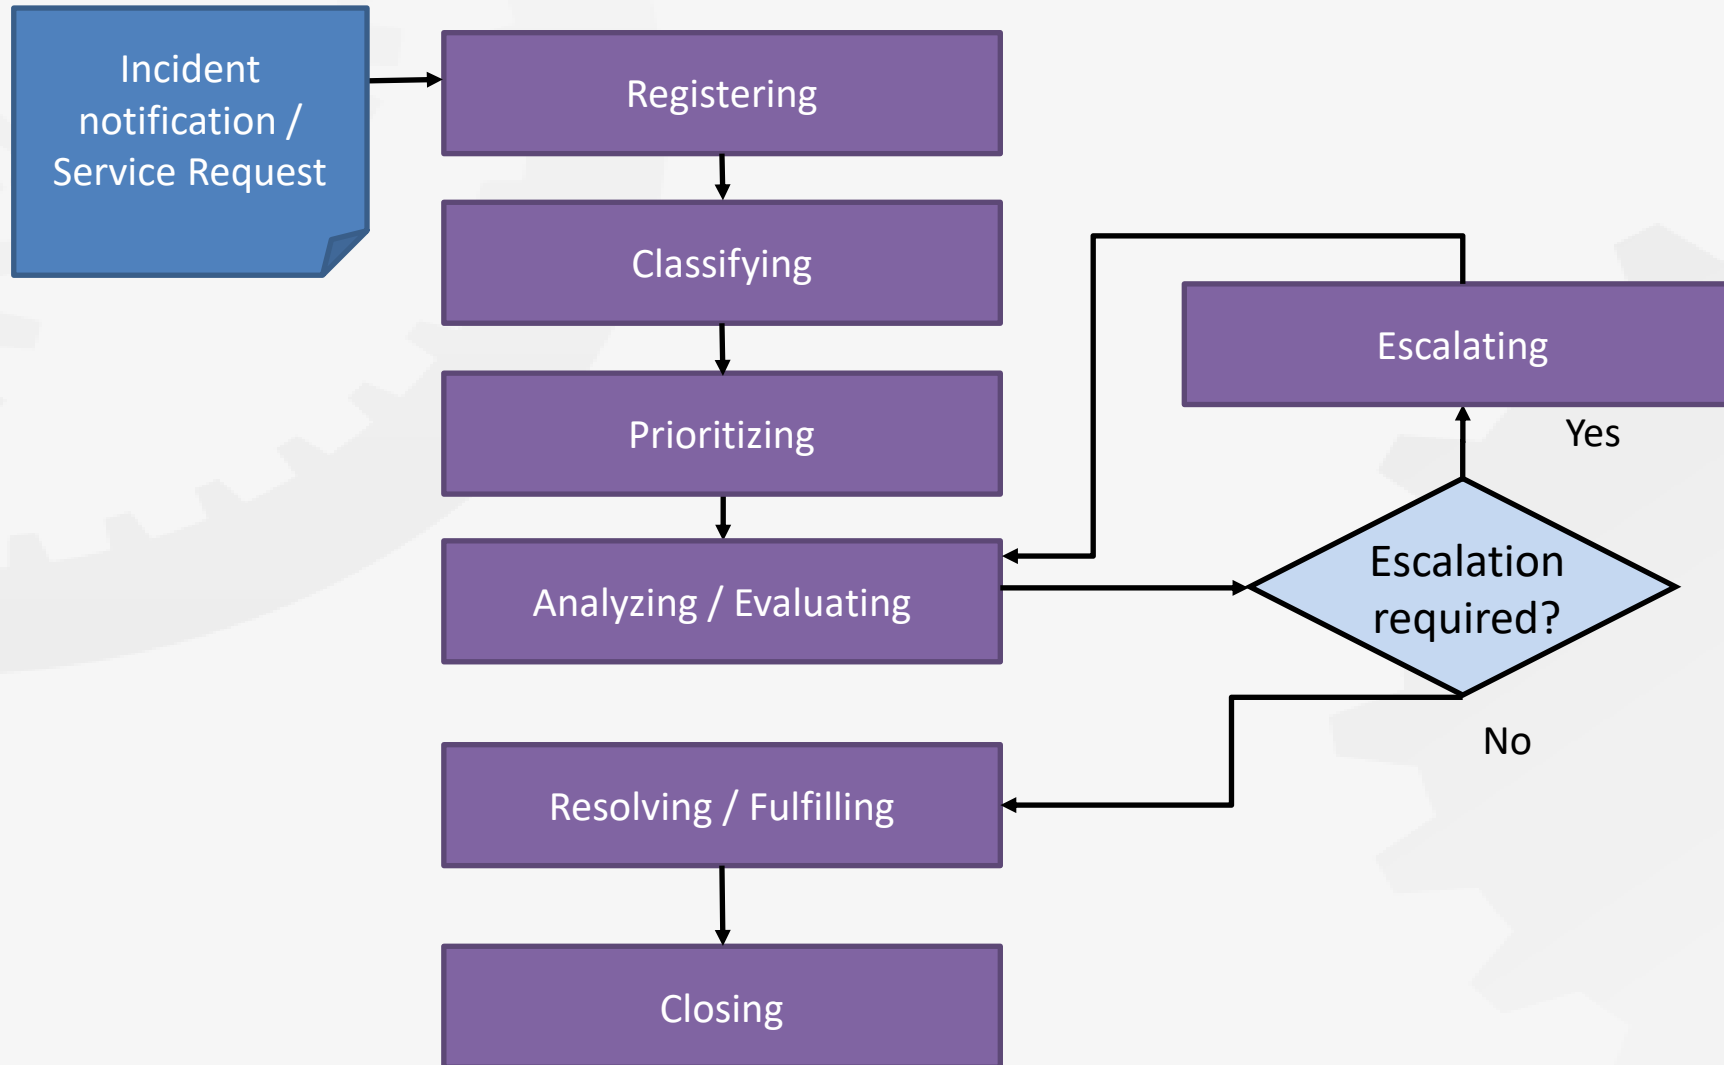 Incident
notification /
Service Request
Registering
Classifying
Prioritizing
Analyzing / Evaluating
Escalating
Yes
Escalation
required?
No
Resolving / Fulfilling
Closing